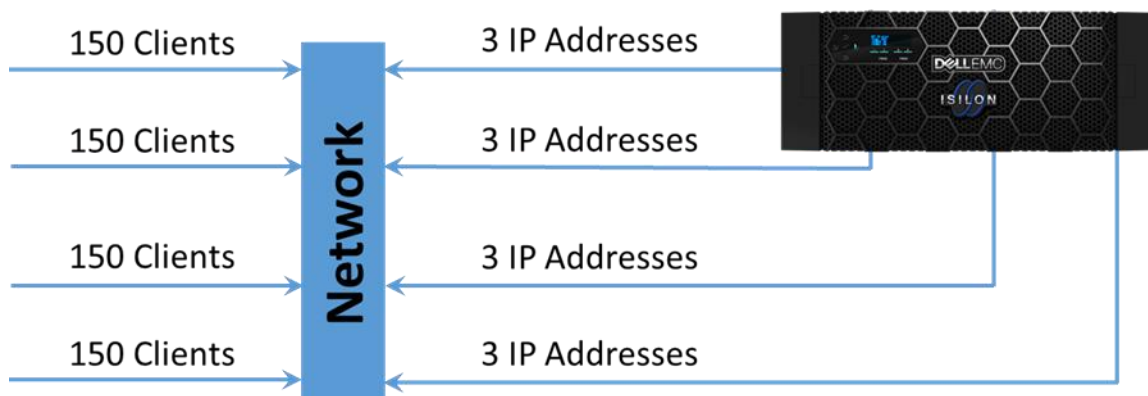 150 Clients
3 IP Addresses
150 Clients
3 IP Addresses
150 Clients
3 IP Addresses
150 Clients
3 IP Addresses
Network
DELLEMC
ISILON